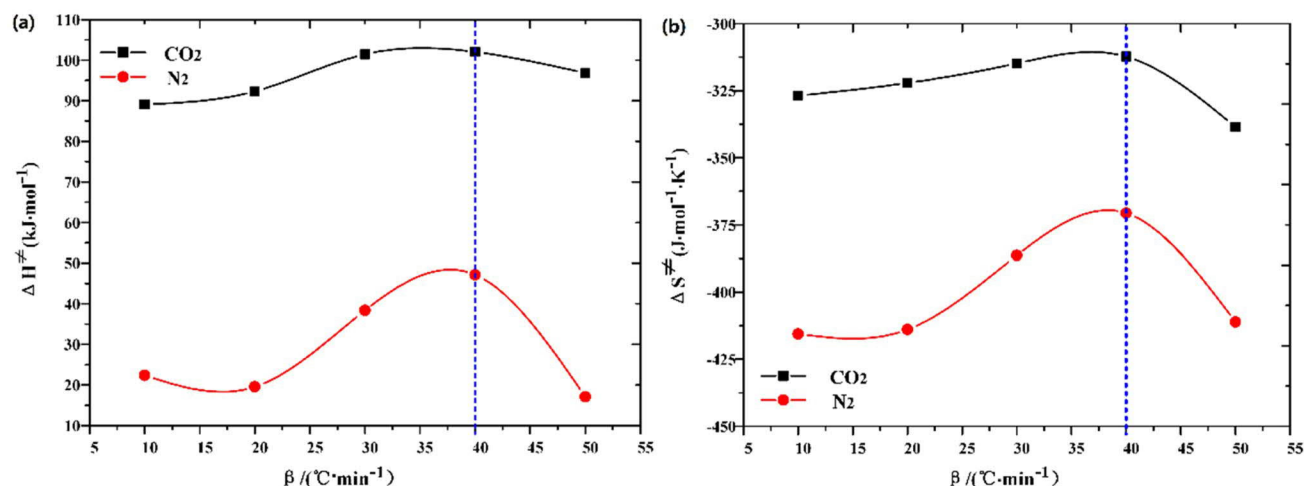 (a)
110
100
90
80
70
60
50
40
30
20
10
ΔH≠(kJ·mol⁻¹)
CO₂
N₂
5 10 15 20 25 30 35 40 45 50 55
β/(℃·min⁻¹)
(b)
-300
-325
-350
-375
-400
-425
-450
ΔS≠(J·mol⁻¹·K⁻¹)
CO₂
N₂
5 10 15 20 25 30 35 40 45 50 55
β/(℃·min⁻¹)